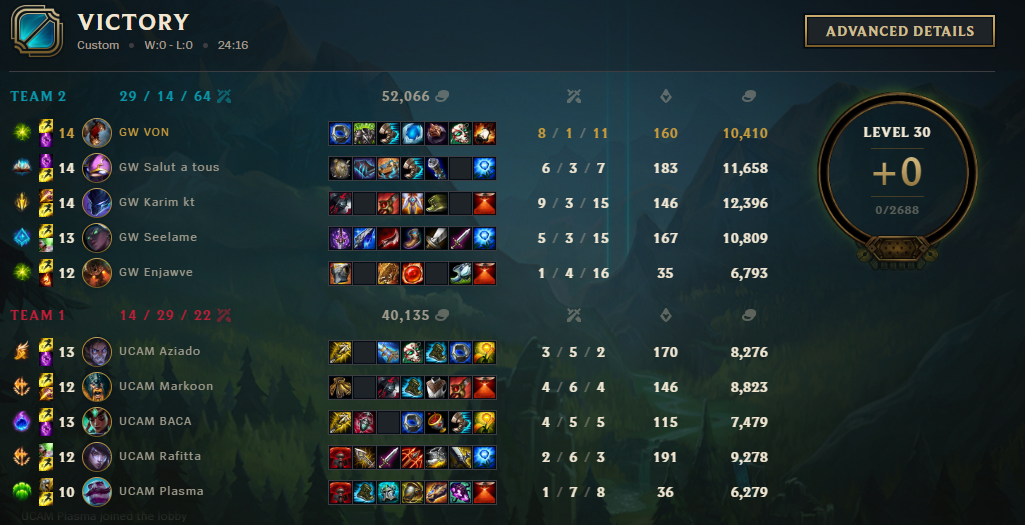 VICTORY
Custom • W:0 - L:0 • 24:16
ADVANCED DETAILS
TEAM 2 29 / 14 / 64 52,066
14 GW VON 8 / 1 / 11 160 10,410
14 GW Salut a tous 6 / 3 / 7 183 11,658
14 GW Karim kt 9 / 3 / 15 146 12,396
13 GW Seelame 5 / 3 / 15 167 10,809
12 GW Enjawve 1 / 4 / 16 35 6,793
LEVEL 30
+0
0/2688
TEAM 1 14 / 29 / 22 40,135
13 UCAM Aziado 3 / 5 / 2 170 8,276
12 UCAM Markoon 4 / 6 / 4 146 8,823
13 UCAM BACA 4 / 5 / 5 115 7,479
12 UCAM Rafitta 2 / 6 / 3 191 9,278
10 UCAM Plasma 1 / 7 / 8 36 6,279
UCAM Plasma joined the lobby